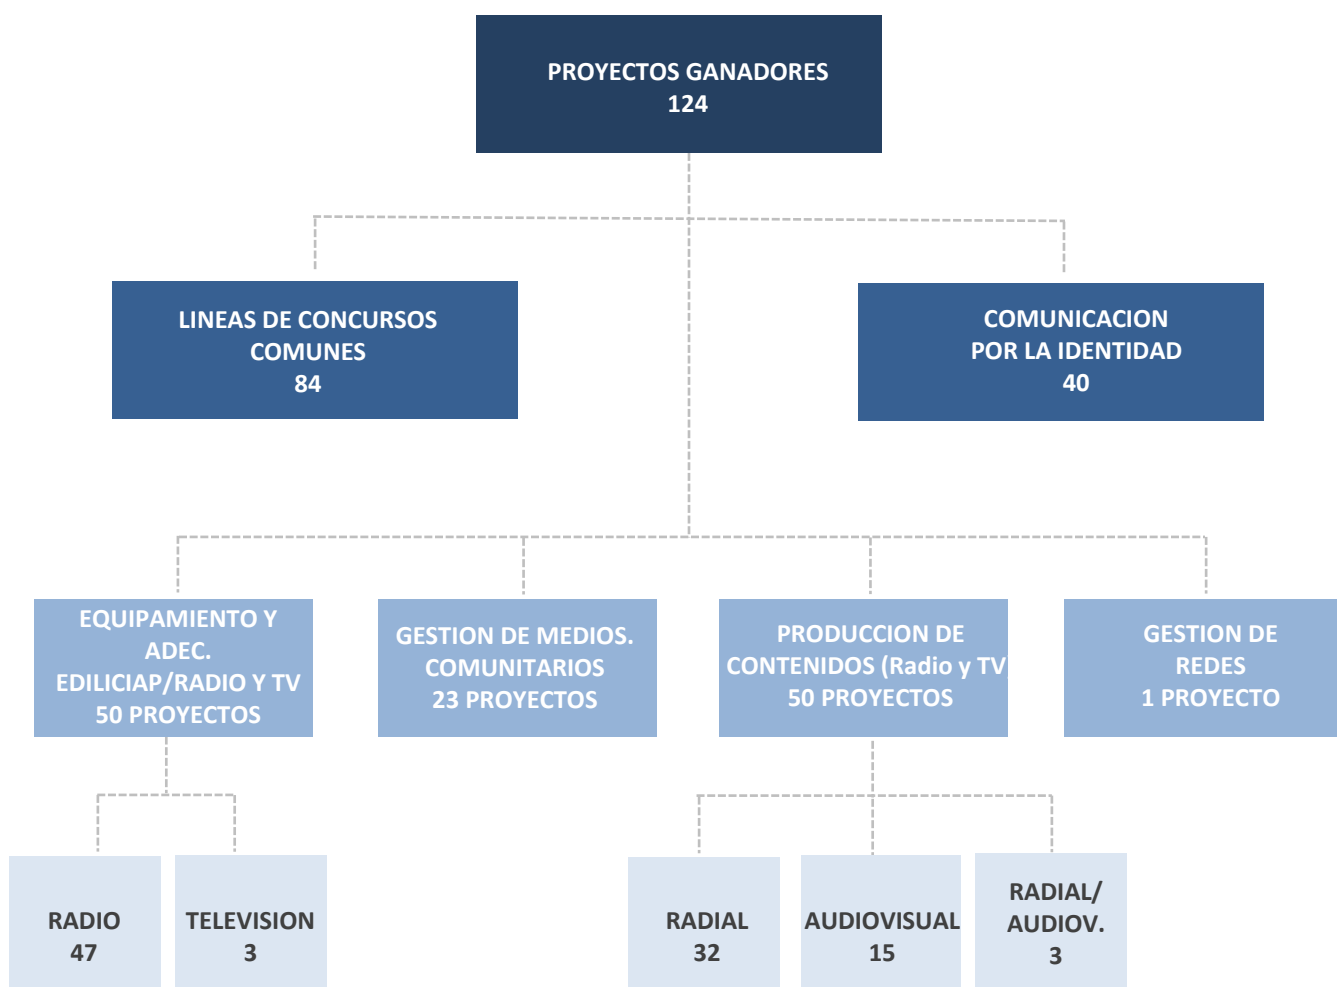 PROYECTOS GANADORES
124
LINEAS DE CONCURSOS
COMUNES
84
COMUNICACION
POR LA IDENTIDAD
40
EQUIPAMIENTO Y
ADEC.
EDILICIAP/RADIO Y TV
50 PROYECTOS
GESTION DE MEDIOS.
COMUNITARIOS
23 PROYECTOS
PRODUCCION DE
CONTENIDOS (Radio y TV
50 PROYECTOS
GESTION DE
REDES
1 PROYECTO
RADIO
47
TELEVISION
3
RADIAL
32
AUDIOVISUAL
15
RADIAL/
AUDIOV.
3